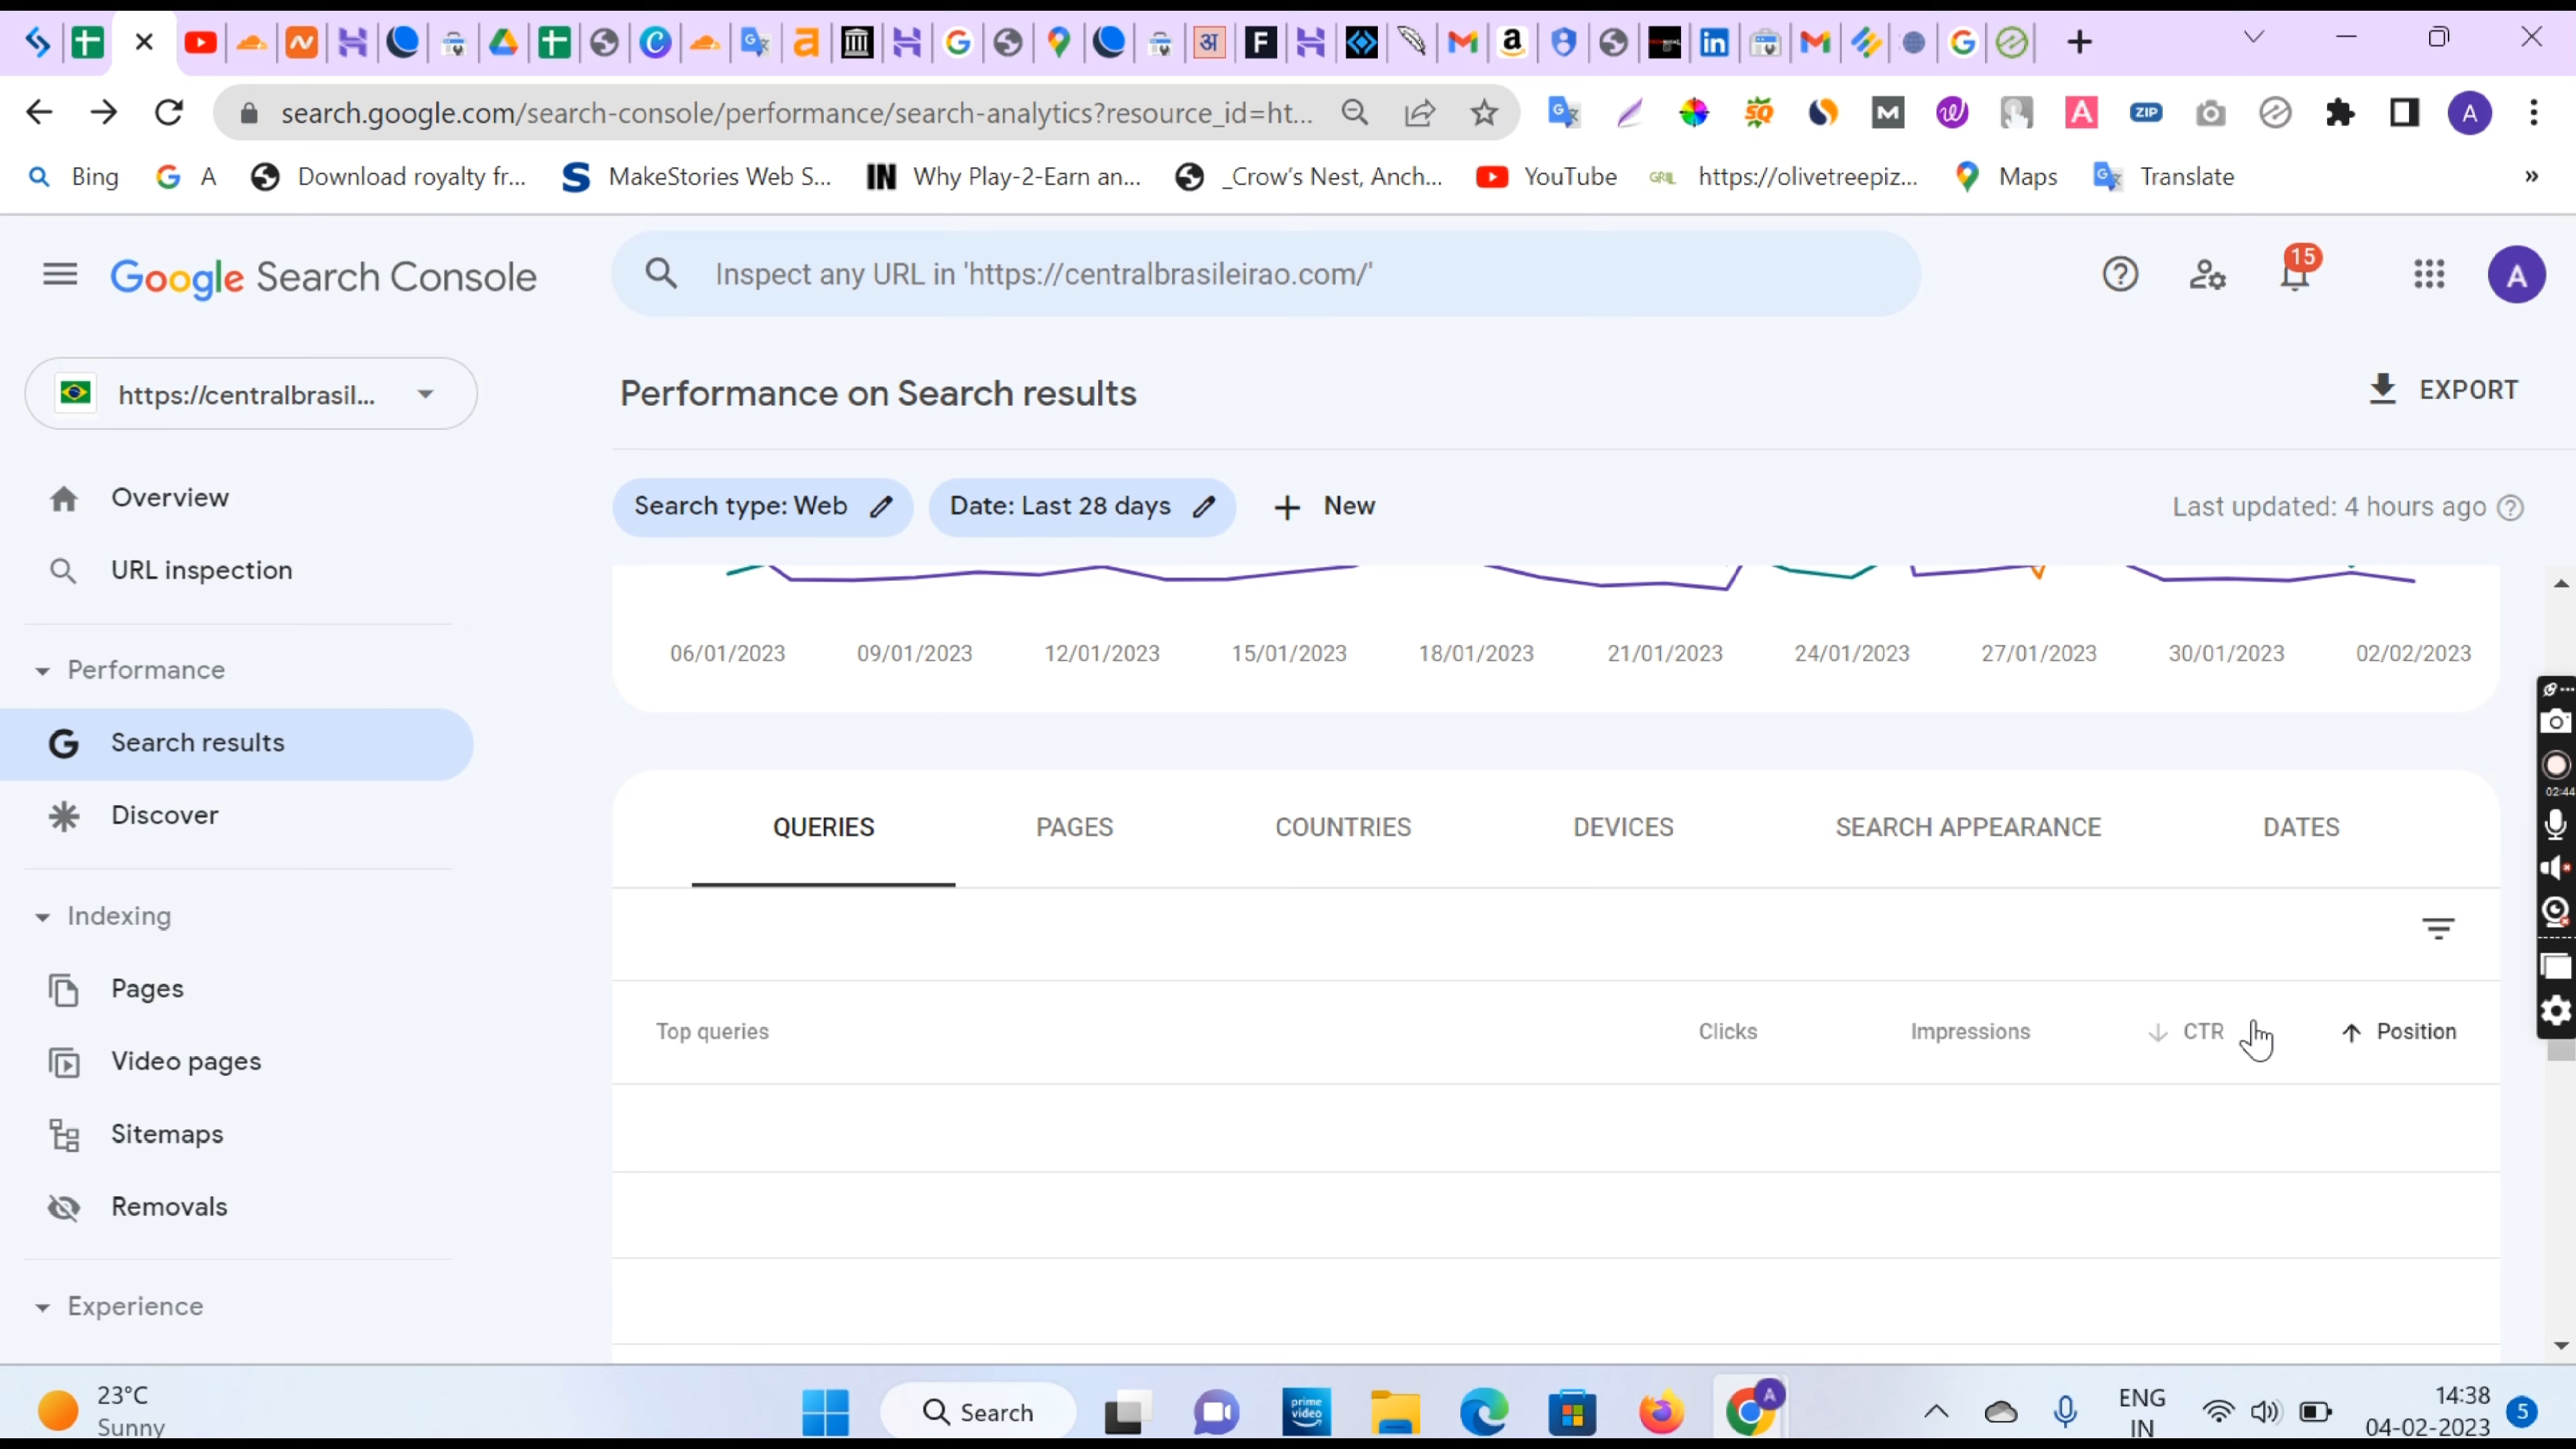 search.google.com/search-console/performance/search-analytics?resource_id=ht...
A
Bing
A
Download royalty fr...
MakeStories Web S...
Why Play-2-Earn an...
_Crow's Nest, Anch...
YouTube
https://olivetreepiz...
Maps
Translate
»
Google Search Console
Inspect any URL in 'https://centralbrasileirao.com/'
15
A
https://centralbrasil...
Performance on Search results
EXPORT
Search type: Web
Date: Last 28 days
+ New
Last updated: 4 hours ago
Overview
URL inspection
Performance
Search results
Discover
Indexing
Pages
Video pages
Sitemaps
Removals
Experience
06/01/2023 09/01/2023 12/01/2023 15/01/2023 18/01/2023 21/01/2023 24/01/2023 27/01/2023 30/01/2023 02/02/2023
02:44
QUERIES PAGES COUNTRIES DEVICES SEARCH APPEARANCE DATES
Top queries Clicks Impressions CTR Position
23°C
Sunny
Search
prime video
A
ENG
IN
14:38
04-02-2023
5